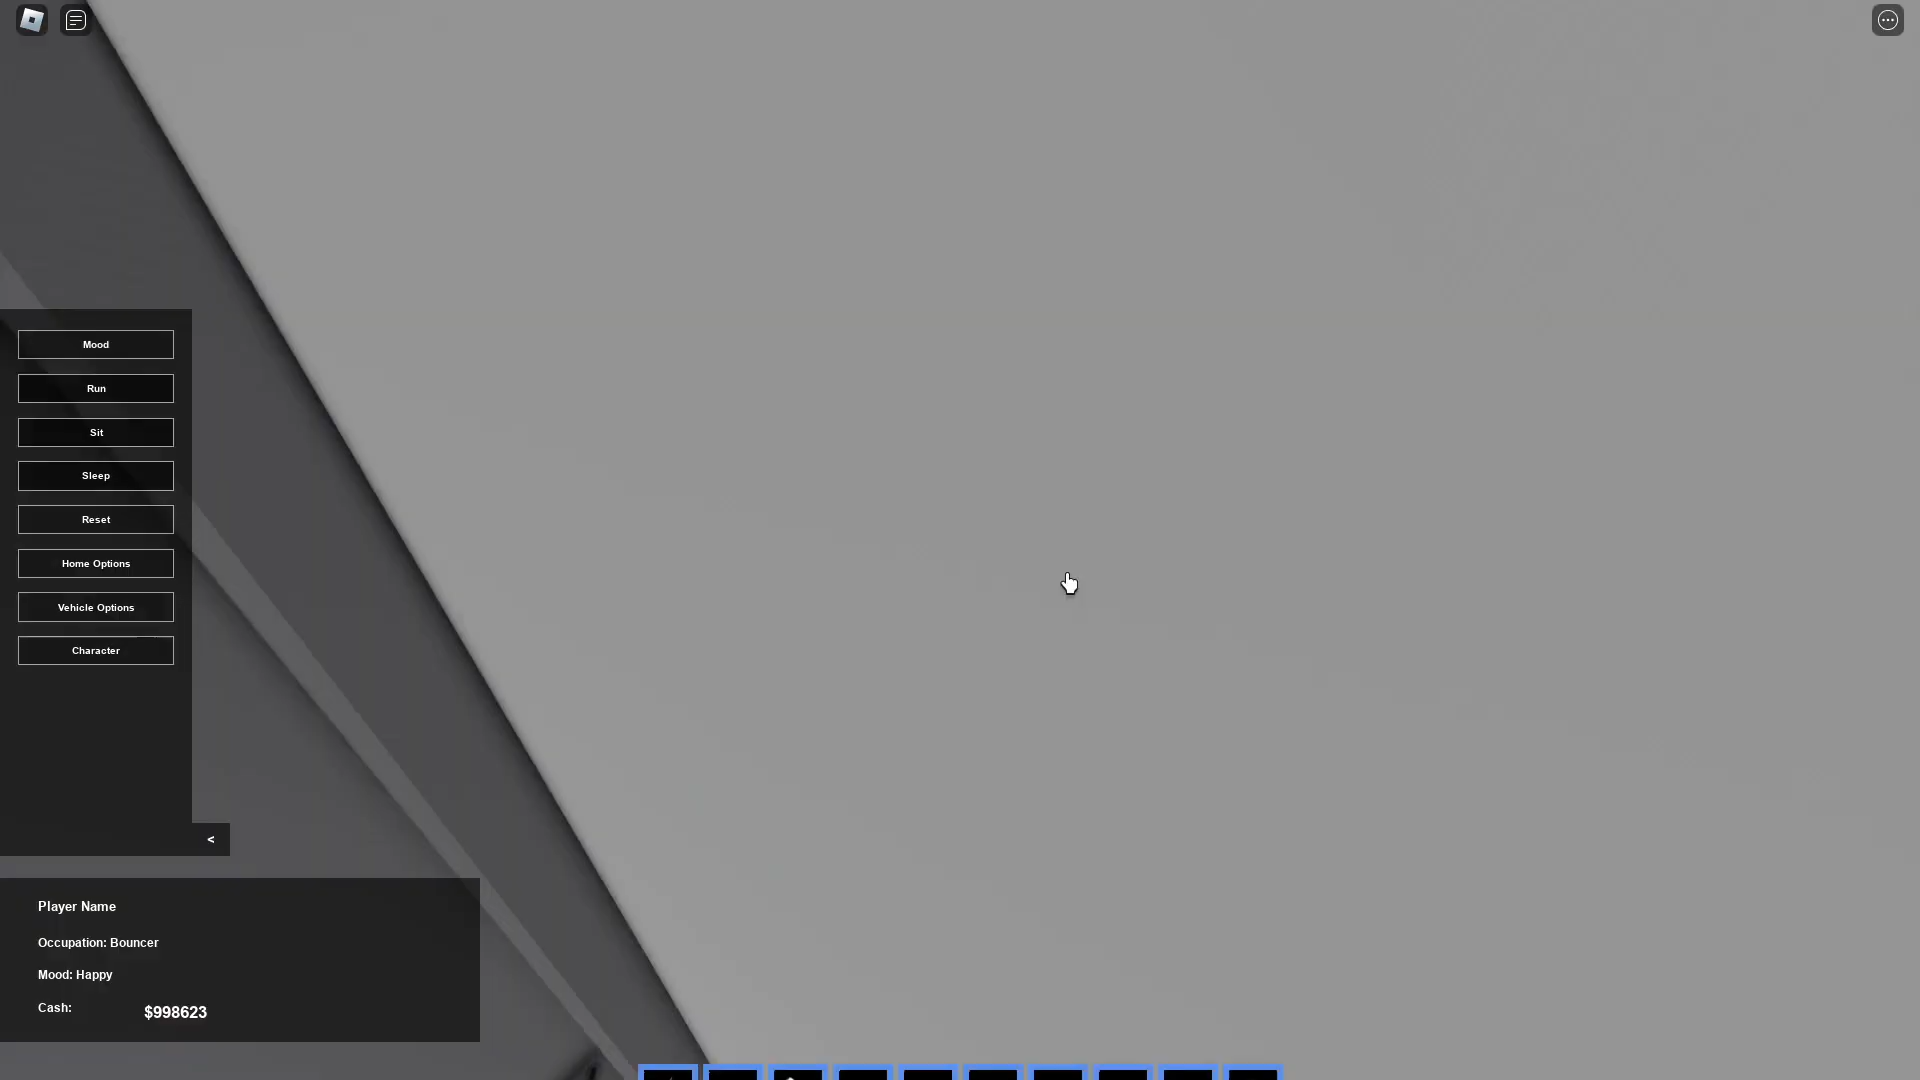 Mood
Run
Sit
Sleep
Reset
Home Options
Vehicle Options
Character
<
Player Name
Occupation: Bouncer
Mood: Happy
Cash: $998623